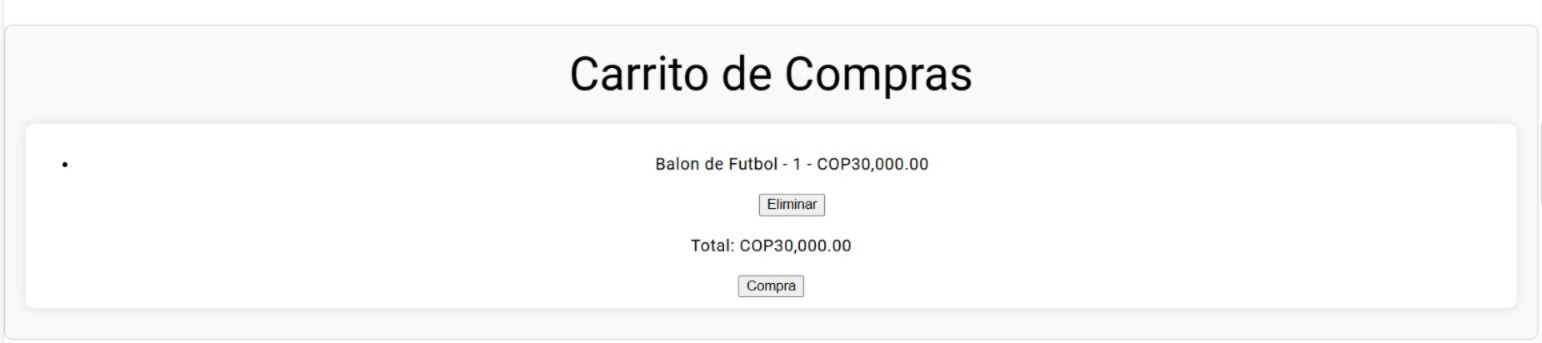 Carrito de Compras
Balon de Futbol - 1 - COP30,000.00
Eliminar
Total: COP30,000.00
Compra